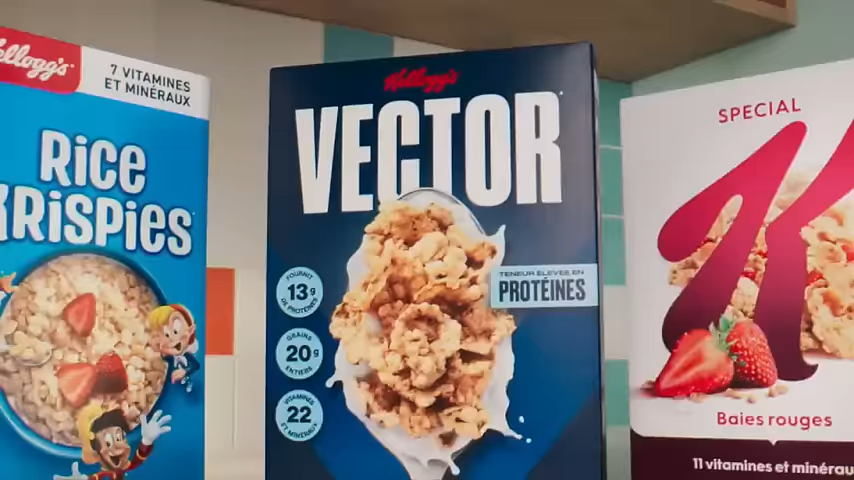 Kellogg's
7 VITAMINES
ET MINÉRAUX
RICE
KRISPIES
Kellogg's
VECTOR
FOURNIT
13g
DE PROTÉINES
GRAINS
20g
ENTIERS
VITAMINES
22
ET MINÉRAUX
TENEUR ÉLEVÉE EN
PROTÉINES
SPECIAL
K
Baies rouges
11 vitamines et minérau